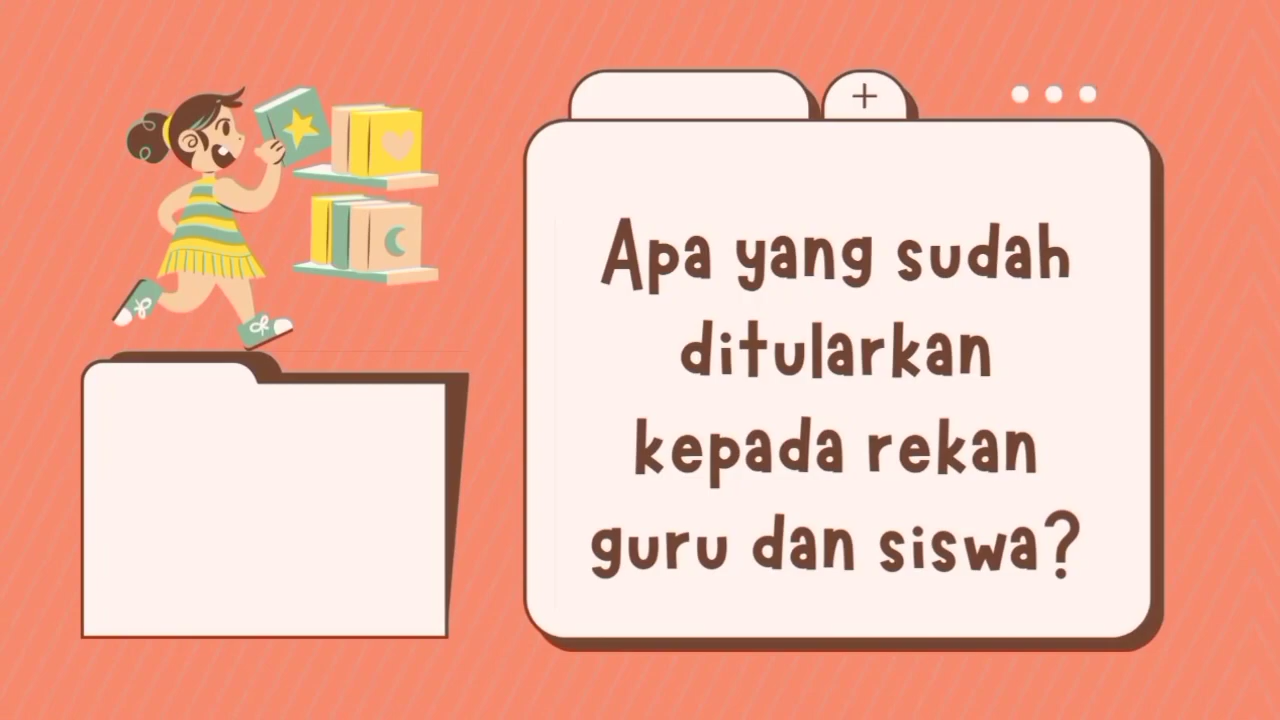 Apa yang sudah
ditularkan
kepada rekan
guru dan siswa?